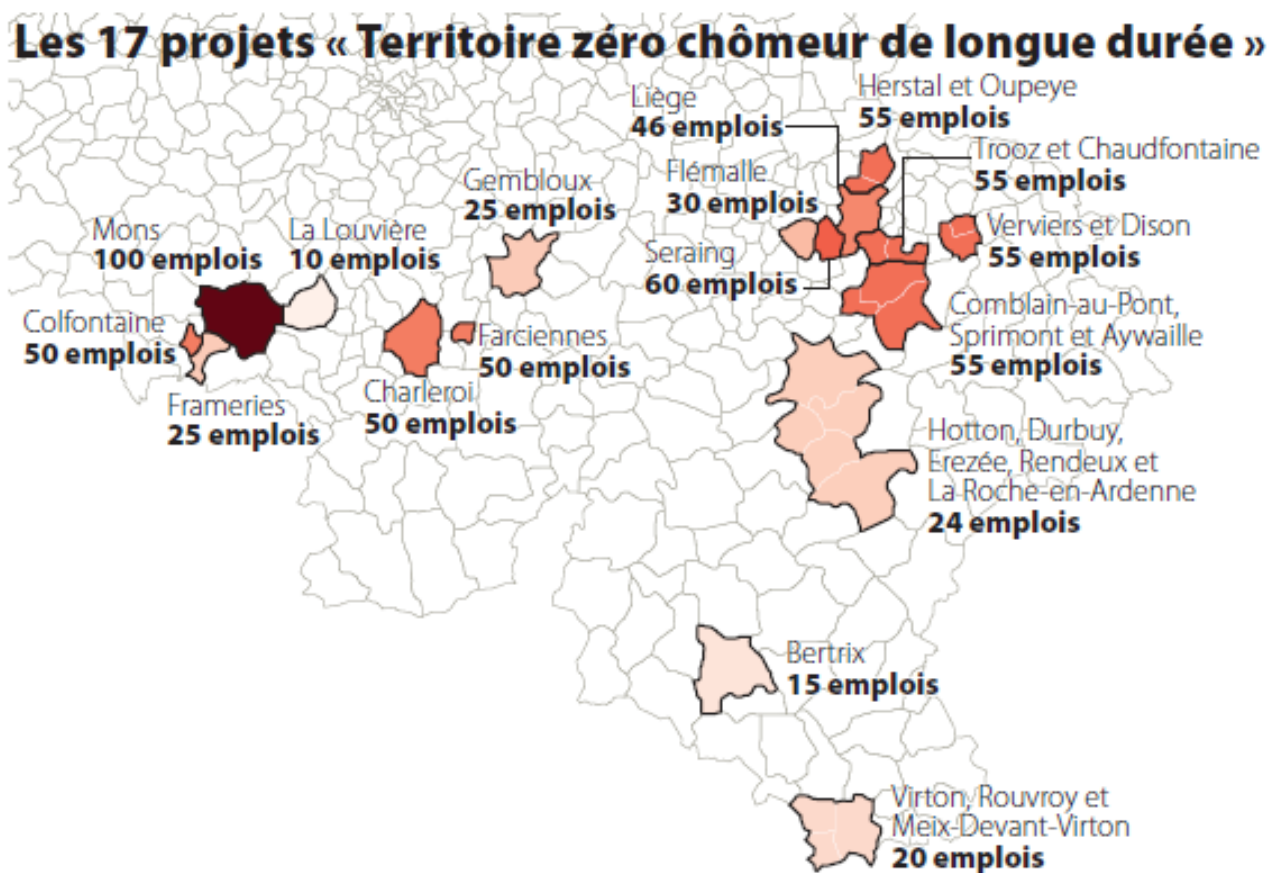 Les 17 projets « Territoire zéro chômeur de longue durée »
Herstal et Oupeye
55 emplois
Liège
46 emplois
Trooz et Chaudfontaine
55 emplois
Flémalle
30 emplois
Gembloux
25 emplois
Verviers et Dison
55 emplois
Mons
100 emplois
La Louvière
10 emplois
Seraing
60 emplois
Comblain-au-Pont,
Sprimont et Aywaille
55 emplois
Colfontaine
50 emplois
Farciennes
50 emplois
Charleroi
50 emplois
Frameries
25 emplois
Hotton, Durbuy,
Erezée, Rendeux et
La Roche-en-Ardenne
24 emplois
Bertrix
15 emplois
Virton, Rouvroy et
Meix-Devant-Virton
20 emplois